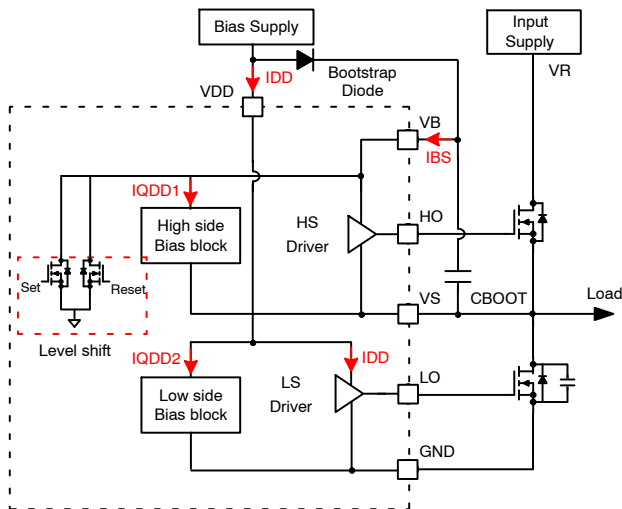 Bias Supply
Input
Supply
IDD
Bootstrap
Diode
VR
VDD
VB
IBS
IQDD1
High side
Bias block
HS
Driver
HO
Set
Reset
VS
CBOOT
Load
Level shift
IQDD2
IDD
Low side
Bias block
LS
Driver
LO
GND